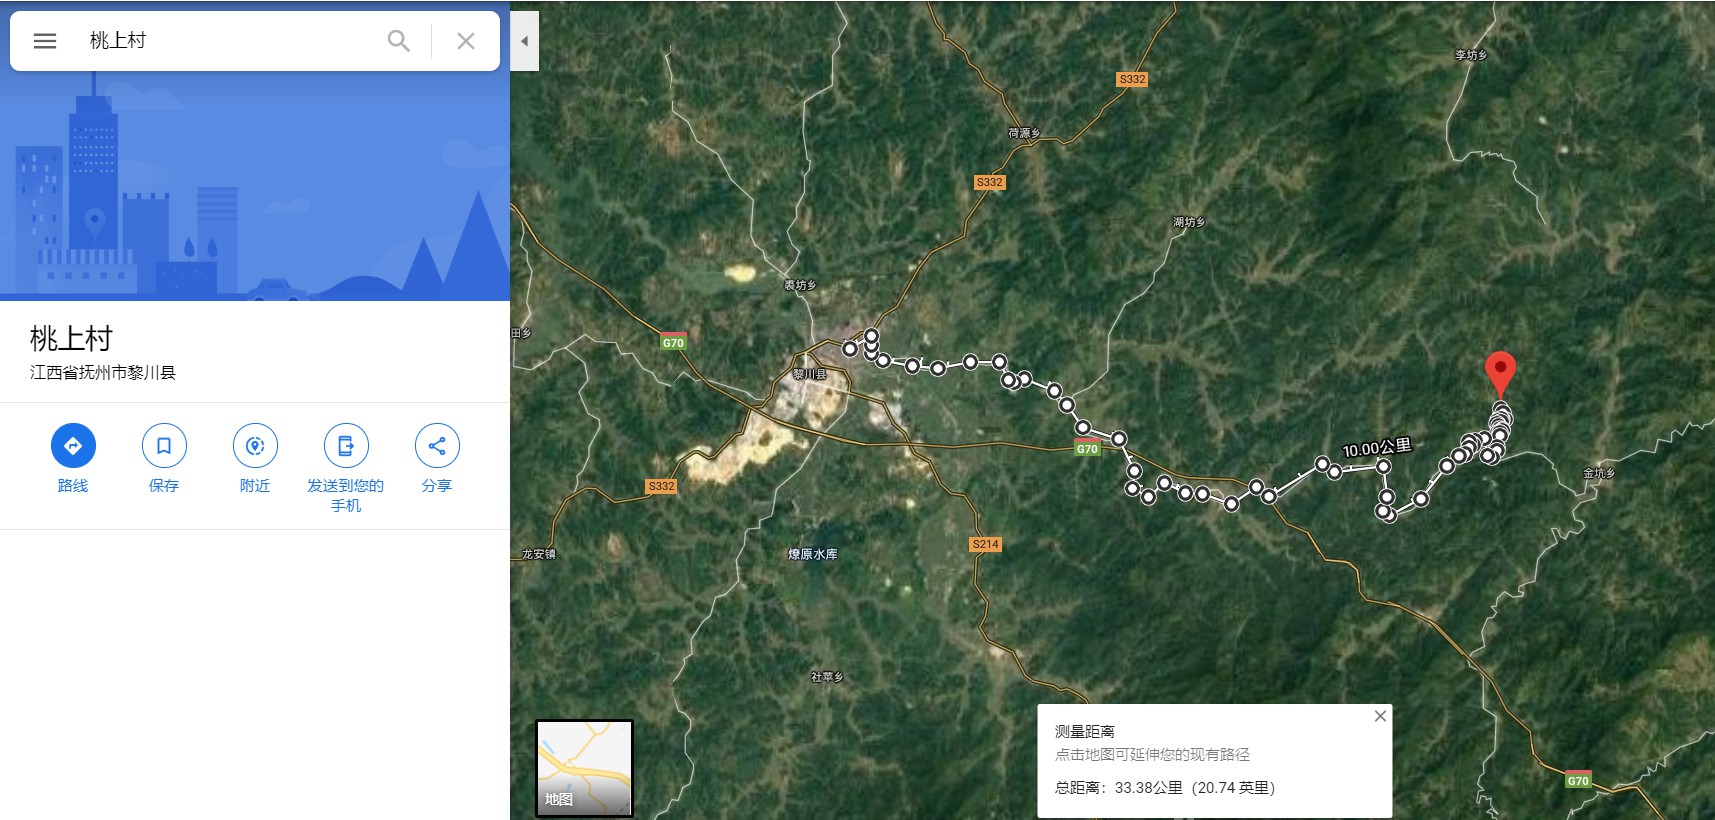 桃上村
桃上村
江西省抚州市黎川县
路线
保存
附近
发送到您的
手机
分享
李坊乡
S332
荷源乡
S332
湖坊乡
裘坊乡
田乡
G70
黎川县
10.00公里
G70
金坑乡
S332
S214
龙安镇
燎原水库
社苹乡
G70
地图
测量距离
点击地图可延伸您的现有路径
总距离：33.38公里 (20.74 英里)